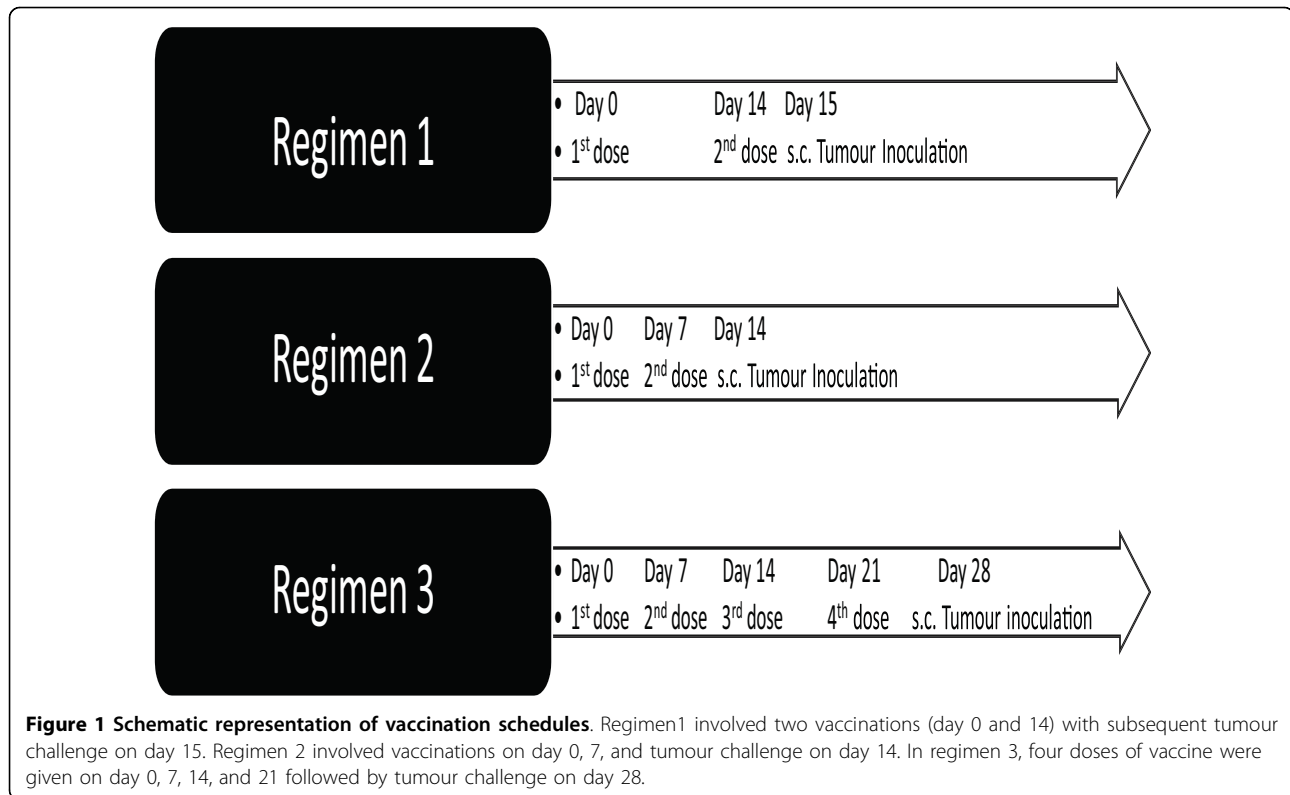 Regimen 1
• Day 0 Day 14 Day 15
• 1st dose 2nd dose s.c. Tumour Inoculation
Regimen 2
• Day 0 Day 7 Day 14
• 1st dose 2nd dose s.c. Tumour Inoculation
Regimen 3
• Day 0 Day 7 Day 14 Day 21 Day 28
• 1st dose 2nd dose 3rd dose 4th dose s.c. Tumour inoculation
Figure 1 Schematic representation of vaccination schedules. Regimen1 involved two vaccinations (day 0 and 14) with subsequent tumour
challenge on day 15. Regimen 2 involved vaccinations on day 0, 7, and tumour challenge on day 14. In regimen 3, four doses of vaccine were
given on day 0, 7, 14, and 21 followed by tumour challenge on day 28.